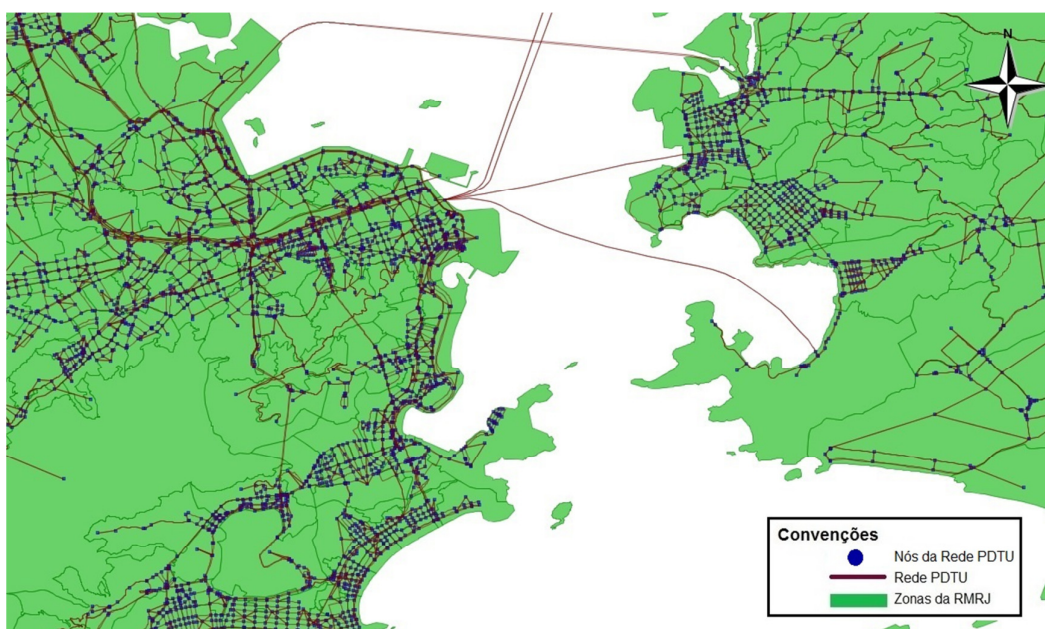 N
Convenções
Nós da Rede PDTU
Rede PDTU
Zonas da RMRJ